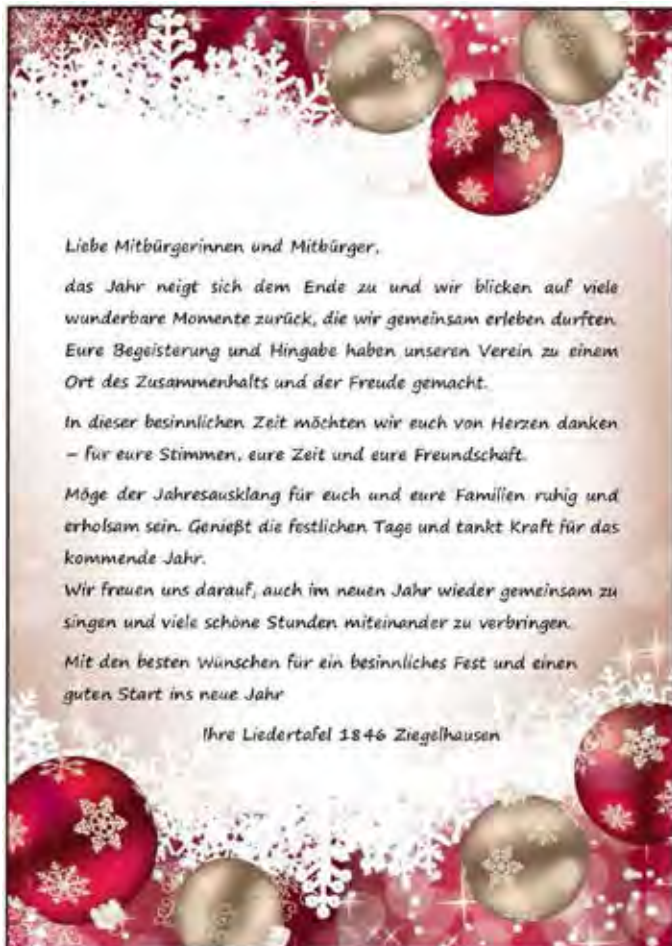 Liebe Mitbürgerinnen und Mitbürger,
das Jahr neigt sich dem Ende zu und wir blicken auf viele
wunderbare Momente zurück, die wir gemeinsam erleben durften.
Eure Begeisterung und Hingabe haben unseren Verein zu einem
Ort des Zusammenhalts und der Freude gemacht.
In dieser besinnlichen Zeit möchten wir euch von Herzen danken
– für eure Stimmen, eure Zeit und eure Freundschaft.
Möge der Jahresausklang für euch und eure Familien ruhig und
erholsam sein. Genießt die festlichen Tage und tankt Kraft für das
kommende Jahr.
Wir freuen uns darauf, auch im neuen Jahr wieder gemeinsam zu
singen und viele schöne Stunden miteinander zu verbringen.
Mit den besten Wünschen für ein besinnliches Fest und einen
guten Start ins neue Jahr
Ihre Liedertafel 1846 Ziegelhausen